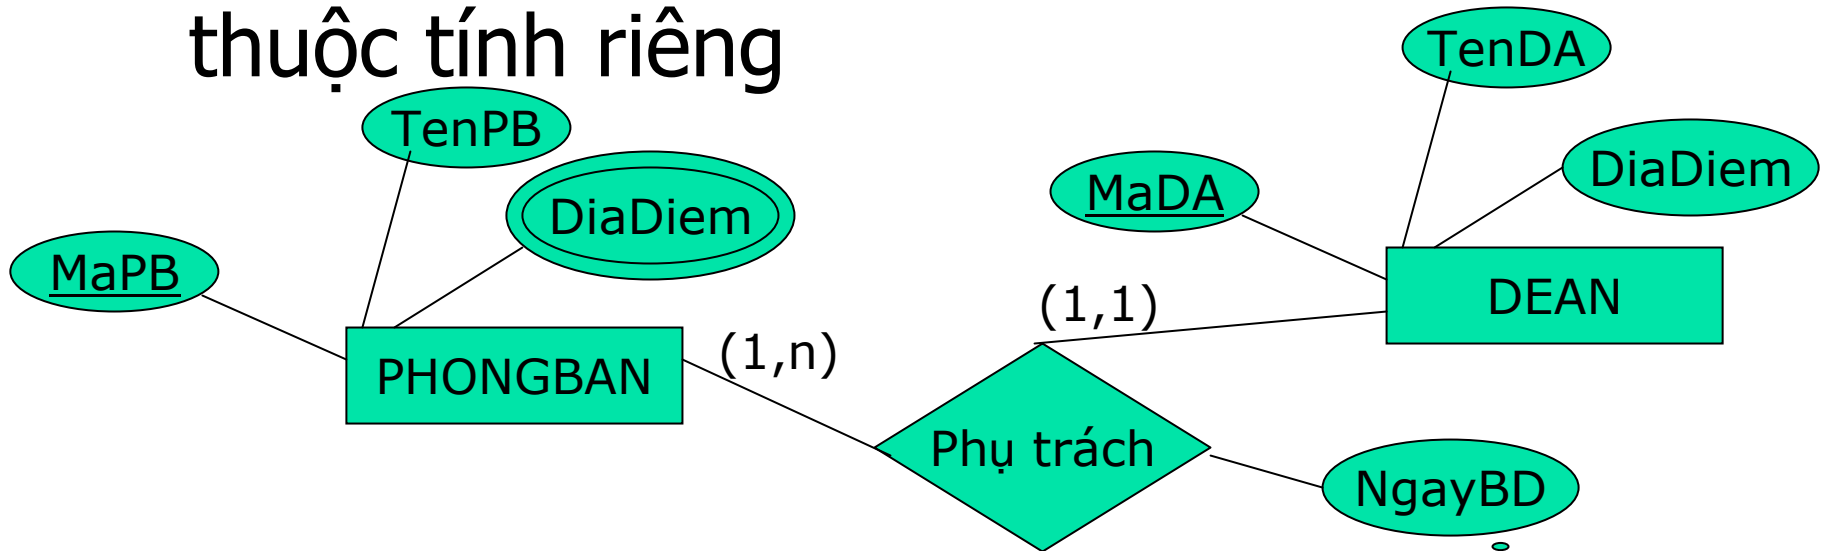 thuộc tính riêng
TenDA
TenPB
DiaDiem
DiaDiem
MaDA
MaPB
DEAN
(1,1)
(1,n)
PHONGBAN
Phụ trách
NgayBD